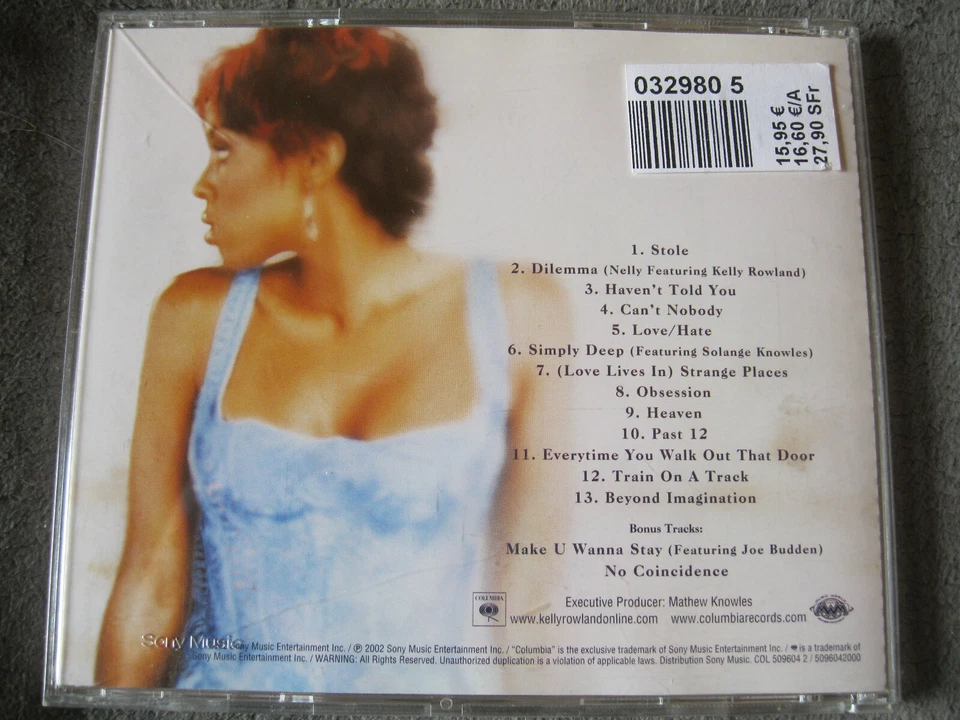 032980 5
15,95 €
16,60 €/A
27,90 SFr
1. Stole
2. Dilemma (Nelly Featuring Kelly Rowland)
3. Haven't Told You
4. Can't Nobody
5. Love/Hate
6. Simply Deep (Featuring Solange Knowles)
7. (Love Lives In) Strange Places
8. Obsession
9. Heaven
10. Past 12
11. Everytime You Walk Out That Door
12. Train On A Track
13. Beyond Imagination
Bonus Tracks:
Make U Wanna Stay (Featuring Joe Budden)
No Coincidence
COLUMBIA
Executive Producer: Mathew Knowles
www.kellyrowlandonline.com www.columbiarecords.com
Sony Music
Music Entertainment Inc. / ℗ 2002 Sony Music Entertainment Inc. / "Columbia" is the exclusive trademark of Sony Music Entertainment Inc. / is a trademark of
Sony Music Entertainment Inc. / WARNING: All Rights Reserved. Unauthorized duplication is a violation of applicable laws. Distribution Sony Music. COL 509604 2 / 5096042000